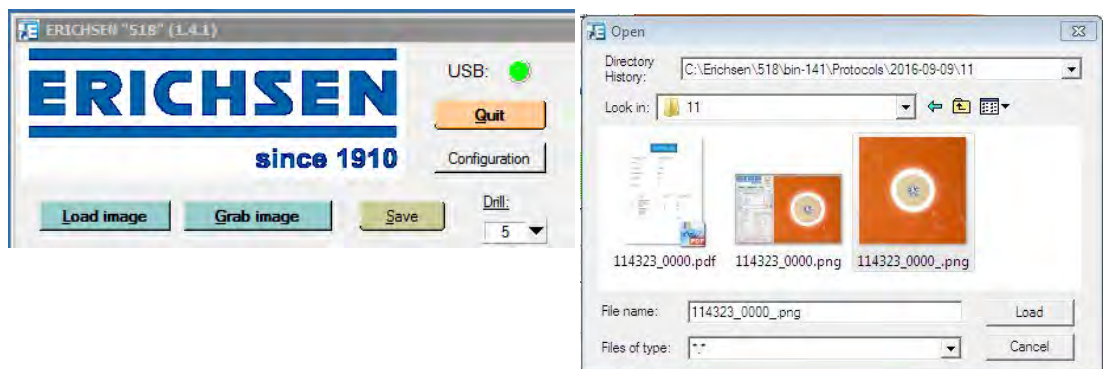 ERICHSEN "518" (1.4.1)
ERICHSEN
since 1910
USB:
Quit
Configuration
Load image
Grab image
Save
Drill:
5
Open
Directory
History:
C:\Erichsen\518\bin-141\Protocols\2016-09-09\11
Look in:
11
PDF
114323_0000.pdf
114323_0000.png
114323_0000_.png
File name:
114323_0000_.png
Load
Files of type:
*.*
Cancel